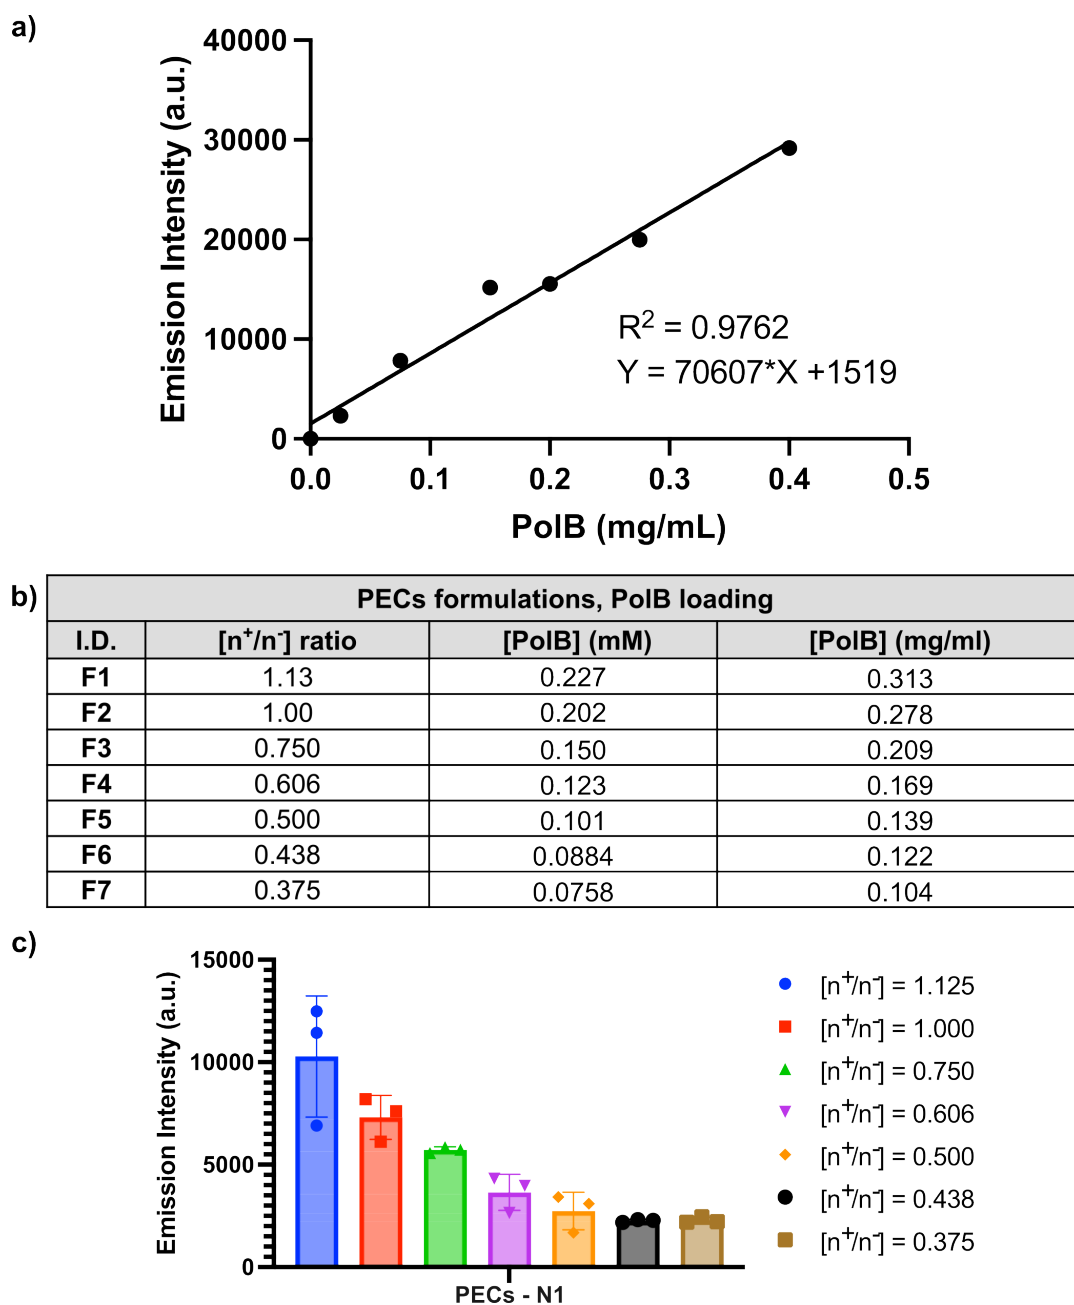 a)
40000
30000
20000
10000
0
Emission Intensity (a.u.)
R² = 0.9762
Y = 70607*X +1519
0.0 0.1 0.2 0.3 0.4 0.5
PolB (mg/mL)
b)
PECs formulations, PolB loading
I.D. [n⁺/n⁻] ratio [PolB] (mM) [PolB] (mg/ml)
F1 1.13 0.227 0.313
F2 1.00 0.202 0.278
F3 0.750 0.150 0.209
F4 0.606 0.123 0.169
F5 0.500 0.101 0.139
F6 0.438 0.0884 0.122
F7 0.375 0.0758 0.104
c)
15000
10000
5000
0
Emission Intensity (a.u.)
PECs - N1
[n⁺/n⁻] = 1.125
[n⁺/n⁻] = 1.000
[n⁺/n⁻] = 0.750
[n⁺/n⁻] = 0.606
[n⁺/n⁻] = 0.500
[n⁺/n⁻] = 0.438
[n⁺/n⁻] = 0.375